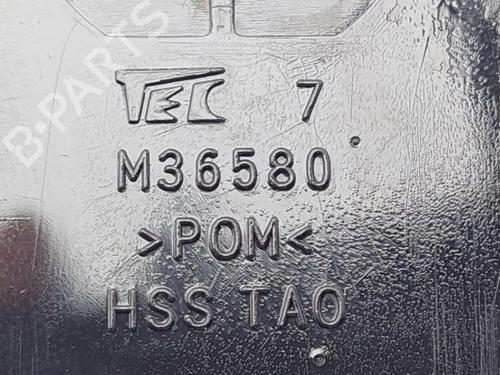 B-PARTS
TEC 7
M36580
>POM<
HSS TAO